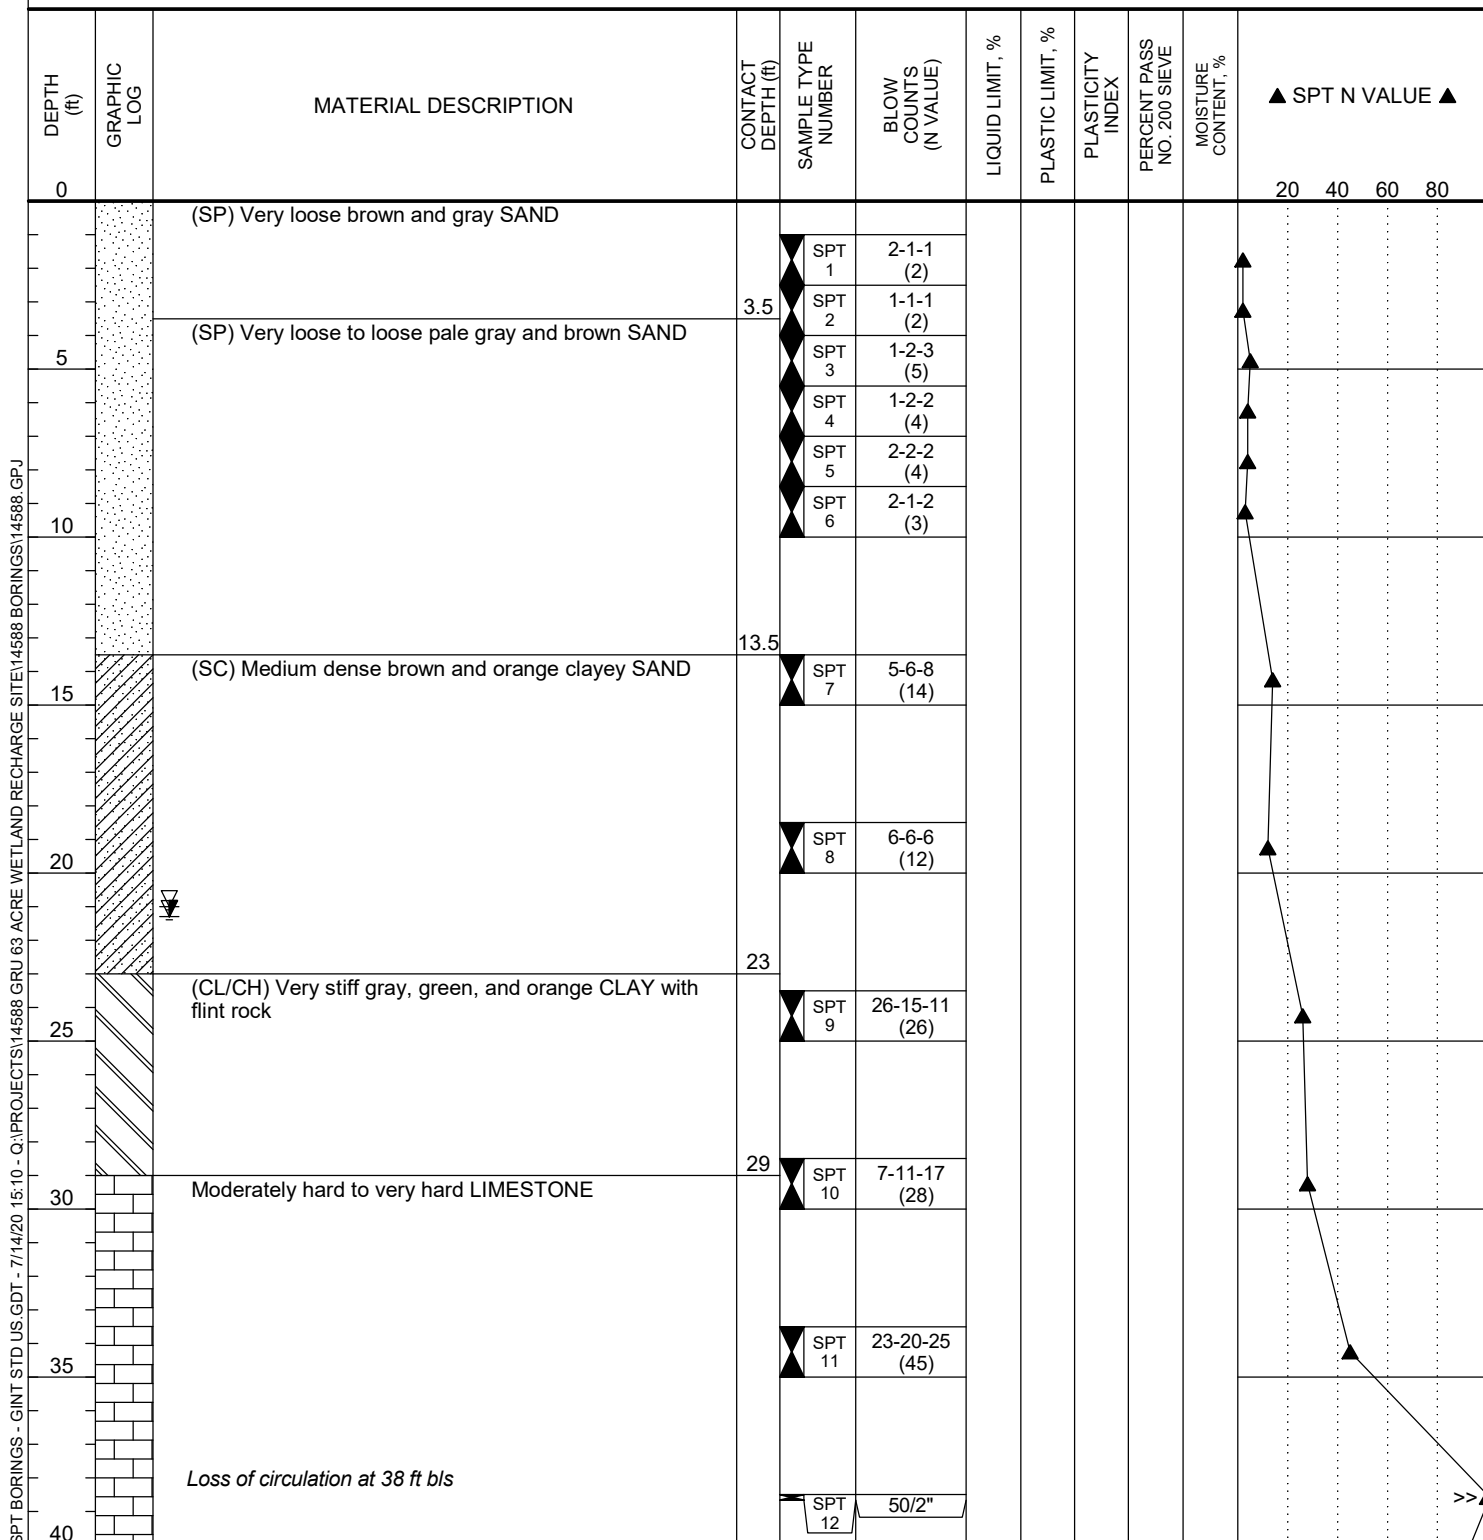 DEPTH
(ft)
GRAPHIC
LOG
MATERIAL DESCRIPTION
CONTACT
DEPTH (ft)
SAMPLE TYPE
NUMBER
BLOW
COUNTS
(N VALUE)
LIQUID LIMIT, %
PLASTIC LIMIT, %
PLASTICITY
INDEX
PERCENT PASS
NO. 200 SIEVE
MOISTURE
CONTENT, %
▲ SPT N VALUE ▲
20 40 60 80
0
(SP) Very loose brown and gray SAND
SPT
1
2-1-1
(2)
3.5
SPT
2
1-1-1
(2)
(SP) Very loose to loose pale gray and brown SAND
5
SPT
3
1-2-3
(5)
SPT
4
1-2-2
(4)
SPT
5
2-2-2
(4)
10
SPT
6
2-1-2
(3)
13.5
(SC) Medium dense brown and orange clayey SAND
15
SPT
7
5-6-8
(14)
20
SPT
8
6-6-6
(12)
23
(CL/CH) Very stiff gray, green, and orange CLAY with
flint rock
25
SPT
9
26-15-11
(26)
29
Moderately hard to very hard LIMESTONE
30
SPT
10
7-11-17
(28)
35
SPT
11
23-20-25
(45)
Loss of circulation at 38 ft bls
SPT
12
50/2"
>>
40
SPT BORINGS - GINT STD US.GDT - 7/14/20 15:10 - Q:\PROJECTS\14588 GRU 63 ACRE WETLAND RECHARGE SITE\14588 BORINGS\14588.GPJ